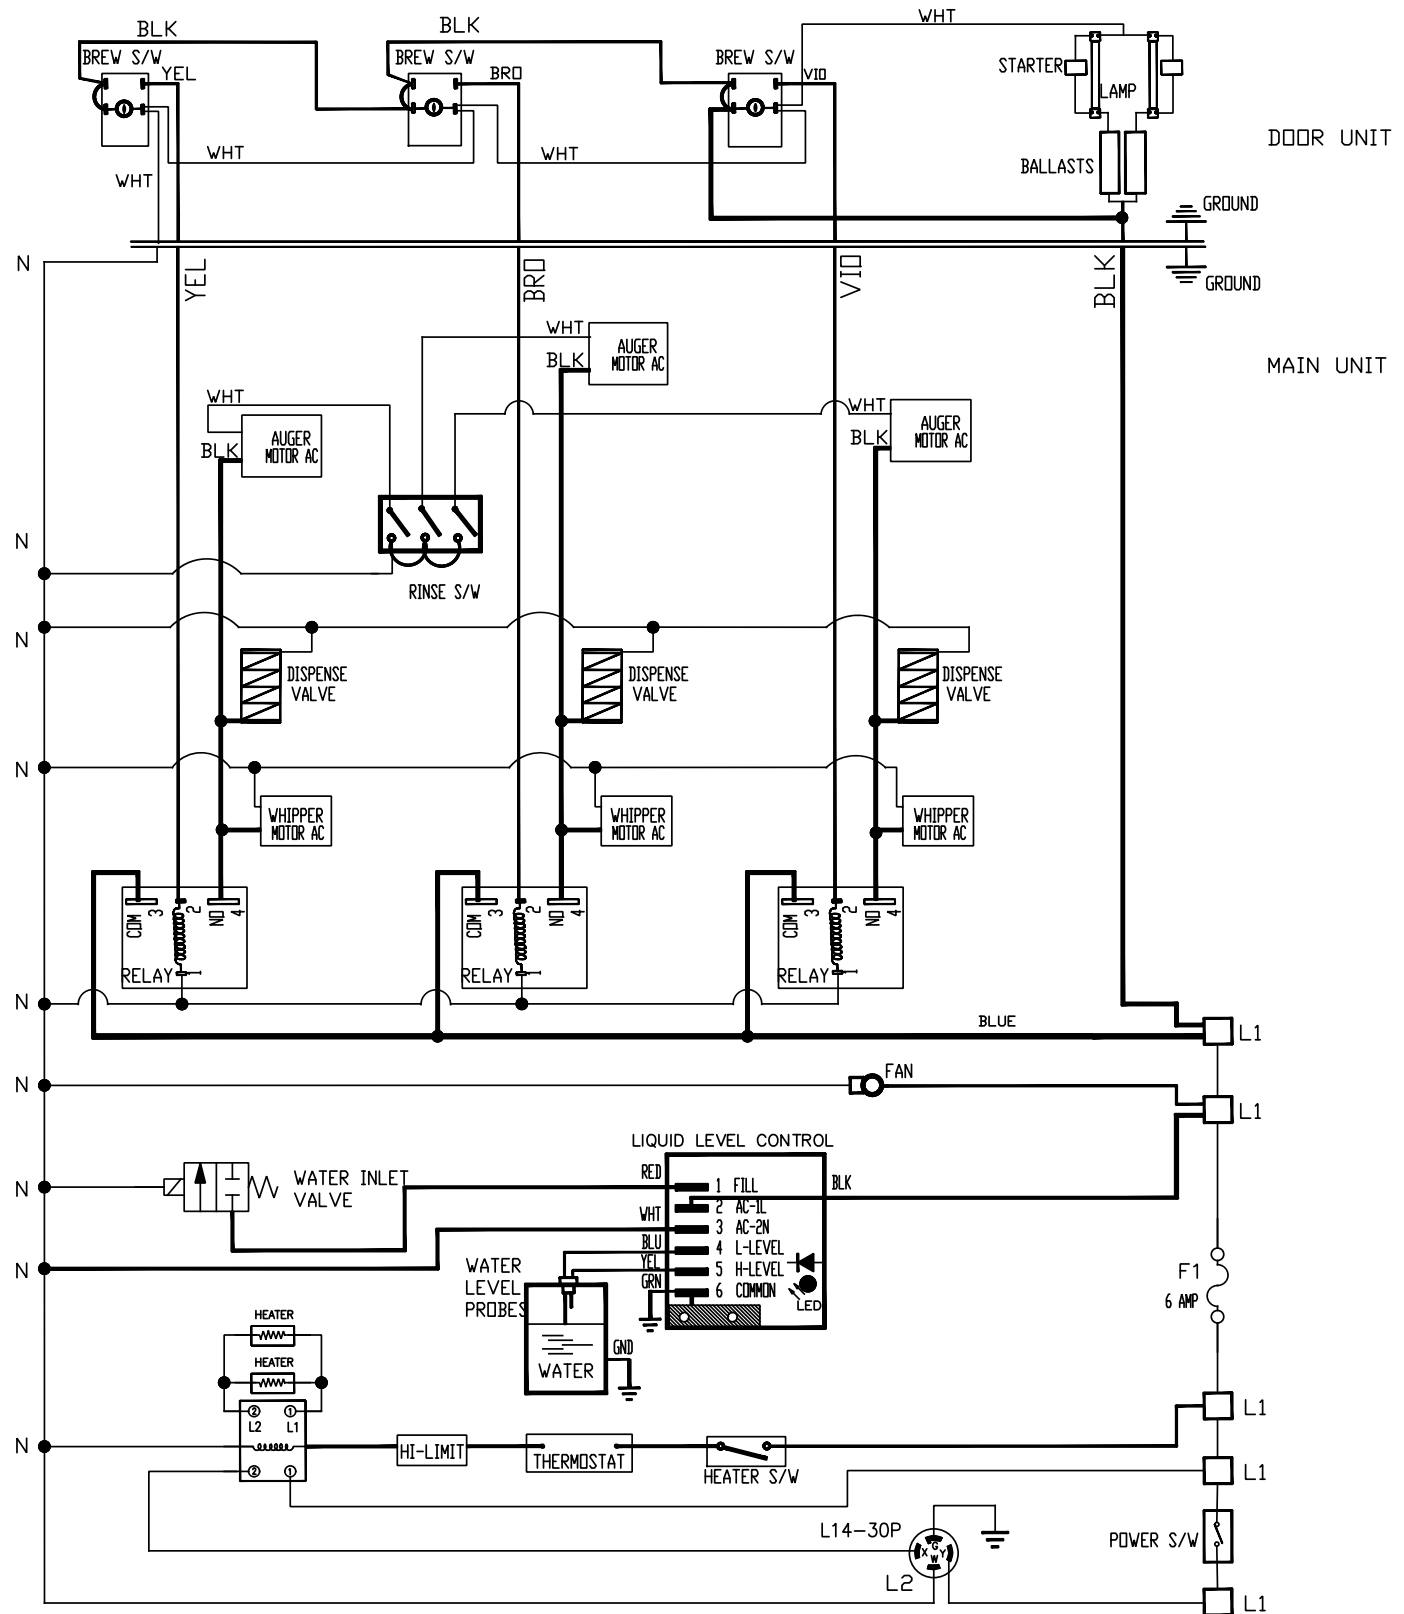 WHT
BLK
BLK
BREW S/W
BREW S/W
BREW S/W
YEL
BRO
VIO
STARTER
LAMP
WHT
WHT
DOOR UNIT
BALLASTS
WHT
GROUND
N
YEL
BRO
VIO
BLK
GROUND
WHT
AUGER
MOTOR AC
BLK
MAIN UNIT
WHT
AUGER
MOTOR AC
BLK
WHT
AUGER
MOTOR AC
BLK
N
RINSE S/W
N
DISPENSE
VALVE
DISPENSE
VALVE
DISPENSE
VALVE
N
WHIPPER
MOTOR AC
WHIPPER
MOTOR AC
WHIPPER
MOTOR AC
COM 3
2
NO 4
RELAY 1
COM 3
2
NO 4
RELAY 1
COM 3
2
NO 4
RELAY 1
N
BLUE
L1
N
FAN
L1
LIQUID LEVEL CONTROL
N
WATER INLET
VALVE
RED
1 FILL
BLK
2 AC-1L
WHT
3 AC-2N
BLU
4 L-LEVEL
YEL
5 H-LEVEL
GRN
6 COMMON
LED
N
WATER
LEVEL
PROBES
F1
6 AMP
GND
WATER
HEATER
HEATER
2 1
L2 L1
L1
N
HI-LIMIT
THERMOSTAT
HEATER S/W
2 1
L1
L14-30P
G
X Y
W
L2
POWER S/W
L1